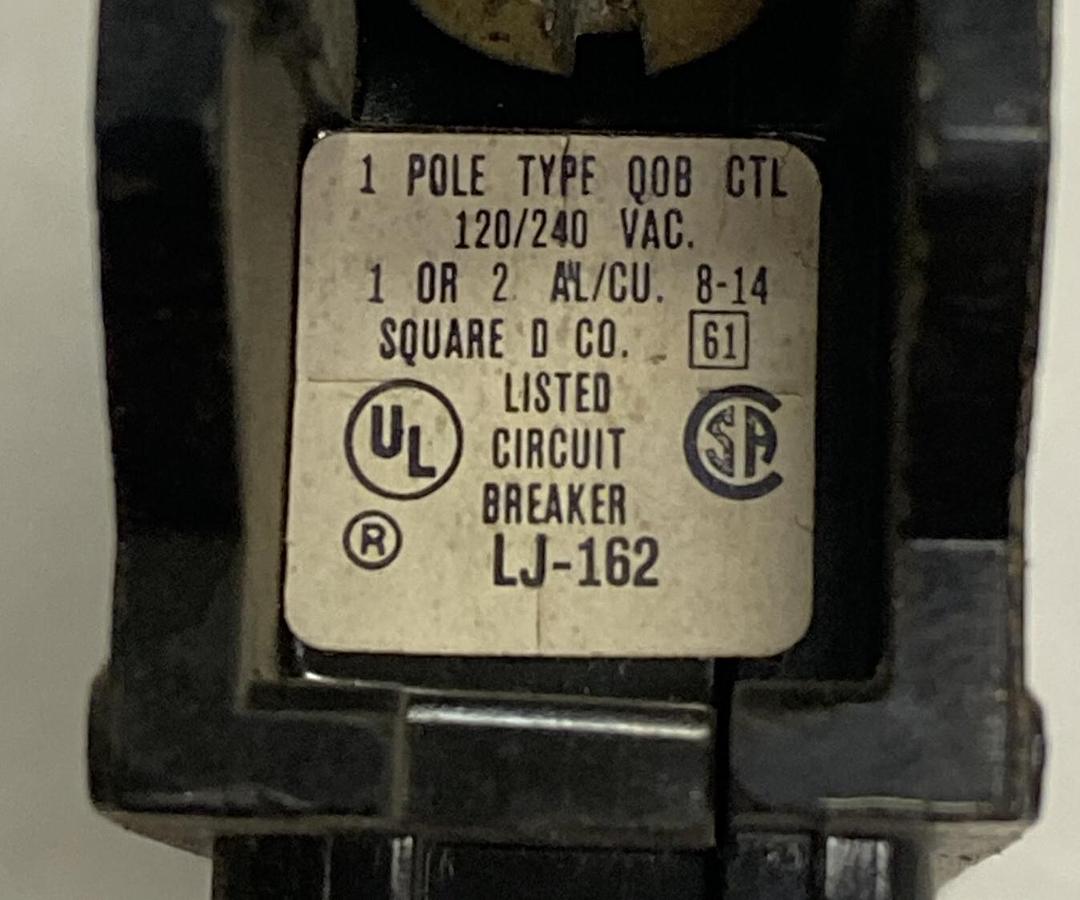 1 POLE TYPE QOB CTL
120/240 VAC.
1 OR 2 AL/CU. 8-14
SQUARE D CO. 61
LISTED
CIRCUIT
BREAKER
UL
SA
®
LJ-162